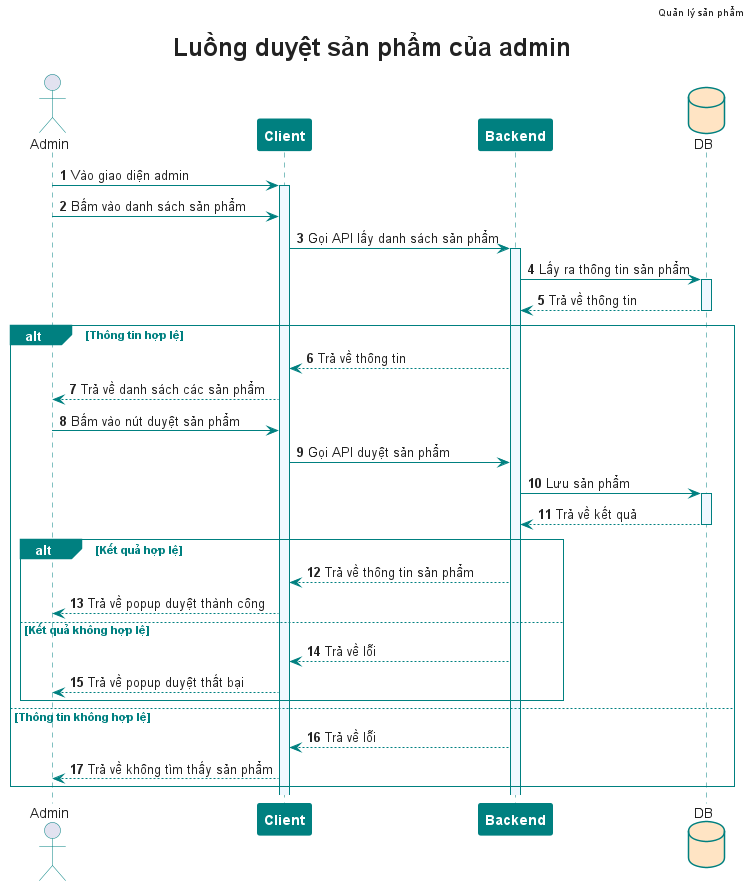 Quản lý sản phẩm
Luồng duyệt sản phẩm của admin
Admin
Client
Backend
DB
1 Vào giao diện admin
2 Bấm vào danh sách sản phẩm
3 Gọi API lấy danh sách sản phẩm
4 Lấy ra thông tin sản phẩm
5 Trả về thông tin
alt [Thông tin hợp lệ]
6 Trả về thông tin
7 Trả về danh sách các sản phẩm
8 Bấm vào nút duyệt sản phẩm
9 Gọi API duyệt sản phẩm
10 Lưu sản phẩm
11 Trả về kết quả
alt [Kết quả hợp lệ]
12 Trả về thông tin sản phẩm
13 Trả về popup duyệt thành công
[Kết quả không hợp lệ]
14 Trả về lỗi
15 Trả về popup duyệt thất bại
[Thông tin không hợp lệ]
16 Trả về lỗi
17 Trả về không tìm thấy sản phẩm
Admin
Client
Backend
DB